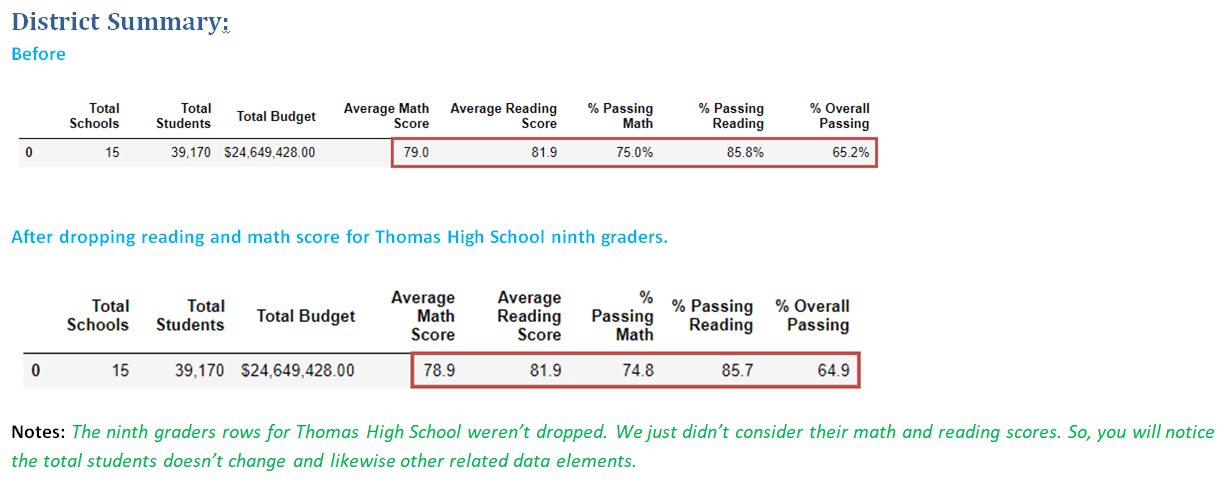 District Summary:
Before
Total Schools Total Students Total Budget Average Math Score Average Reading Score % Passing Math % Passing Reading % Overall Passing
0 15 39,170 $24,649,428.00 79.0 81.9 75.0% 85.8% 65.2%
After dropping reading and math score for Thomas High School ninth graders.
Total Schools Total Students Total Budget Average Math Score Average Reading Score % Passing Math % Passing Reading % Overall Passing
0 15 39,170 $24,649,428.00 78.9 81.9 74.8 85.7 64.9
Notes: The ninth graders rows for Thomas High School weren’t dropped. We just didn’t consider their math and reading scores. So, you will notice
the total students doesn’t change and likewise other related data elements.